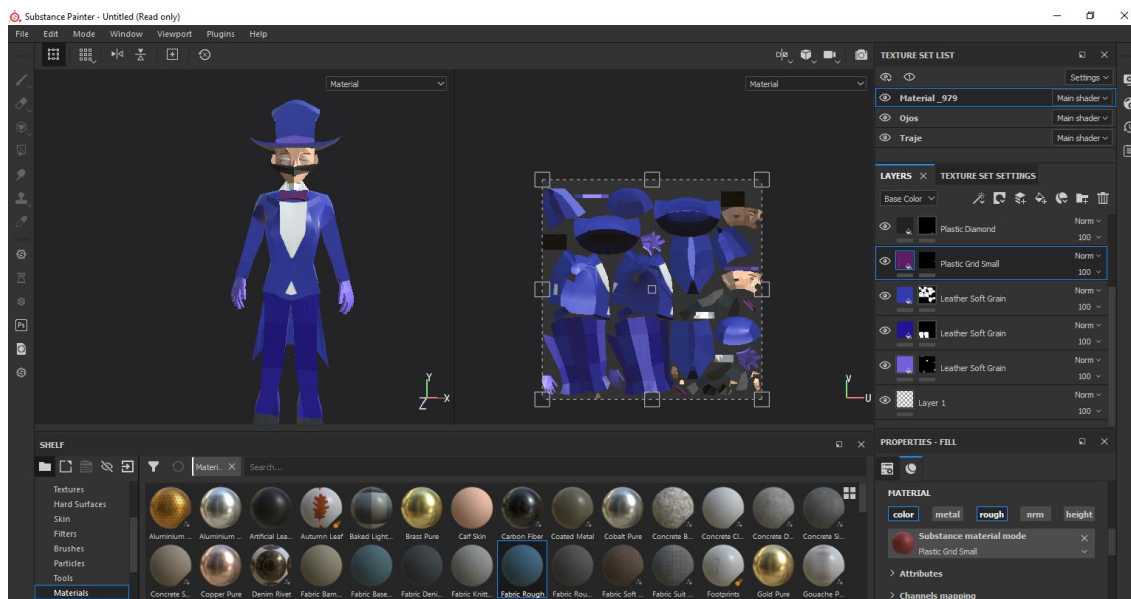 Substance Painter - Untitled (Read only)
File Edit Mode Window Viewport Plugins Help
Material
Material
TEXTURE SET LIST
Settings
Material _979 Main shader
Ojos Main shader
Traje Main shader
LAYERS TEXTURE SET SETTINGS
Base Color
Norm
Plastic Diamond
100
Norm
Plastic Grid Small
100
Norm
Leather Soft Grain
100
Norm
Leather Soft Grain
100
Norm
Leather Soft Grain
100
Norm
Layer 1
100
Y
Z X
V
U
Ps
SHELF
Materi.. Search...
Textures
Hard Surfaces
Skin
Filters
Brushes
Particles
Tools
Materials
Aluminium ... Aluminium ... Artificial Lea... Autumn Leaf Baked Light... Brass Pure Calf Skin Carbon Fiber Coated Metal Cobalt Pure Concrete B... Concrete Cl... Concrete D... Concrete Si...
Concrete S... Copper Pure Denim Rivet Fabric Bam... Fabric Base... Fabric Deni... Fabric Knitt... Fabric Rough Fabric Rou... Fabric Soft ... Fabric Suit ... Footprints Gold Pure Gouache P...
PROPERTIES - FILL
MATERIAL
color metal rough nrm height
Substance material mode
Plastic Grid Small
Attributes
Channels mapping